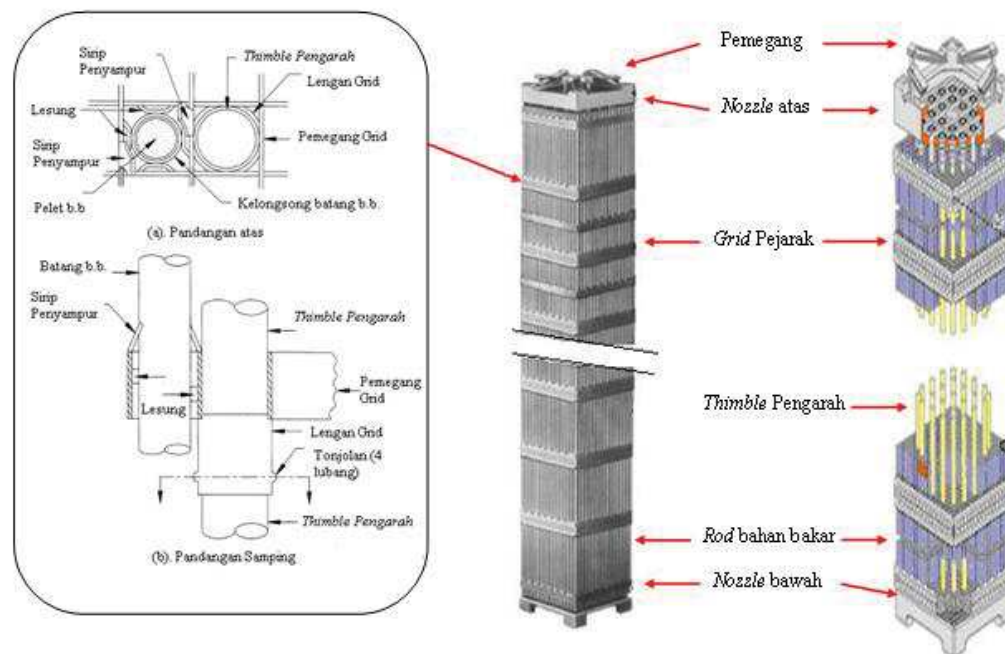 Sirip
Penyampur
Thimble Pengarah
Lengan Grid
Lesung
Pemegang Grid
Sirip
Penyampur
Pelet b.b
Kelongsong batang b.b.
(a). Pandangan atas
Batang b.b.
Sirip
Penyampur
Thimble Pengarah
Pemegang
Grid
Lesung
Lengan Grid
Tonjolan (4
lubang)
Thimble Pengarah
(b). Pandangan Samping
Pemegang
Nozzle atas
Grid Pejarak
Thimble Pengarah
Rod bahan bakar
Nozzle bawah